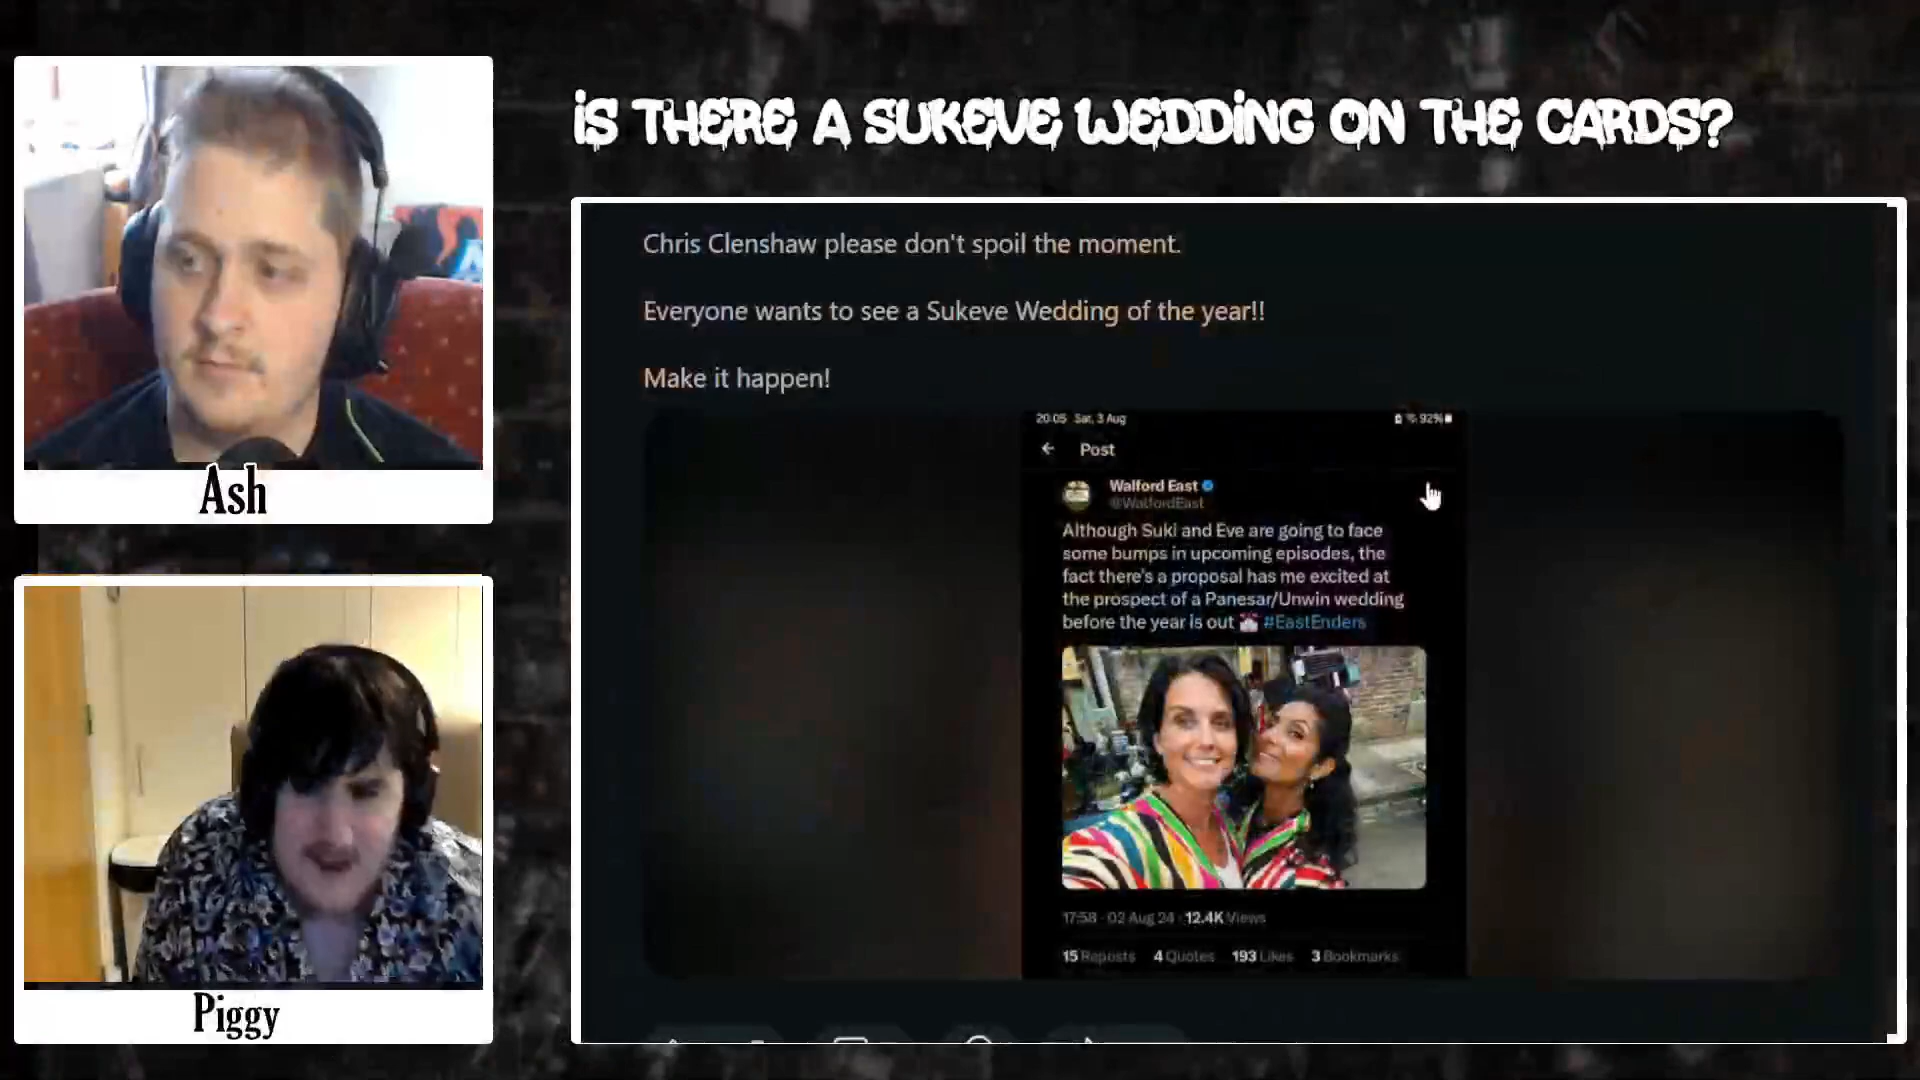 iS THERE A SUKEVE WEDDiNG ON THE CARDS?
Ash
Piggy
Chris Clenshaw please don't spoil the moment.
Everyone wants to see a Sukeve Wedding of the year!!
Make it happen!
20:05 Sat, 3 Aug
92%
Post
Walford East
@WalfordEast
Although Suki and Eve are going to face
some bumps in upcoming episodes, the
fact there's a proposal has me excited at
the prospect of a Panesar/Unwin wedding
before the year is out 💒 #EastEnders
17:58 · 02 Aug 24 · 12.4K Views
15 Reposts 4 Quotes 193 Likes 3 Bookmarks